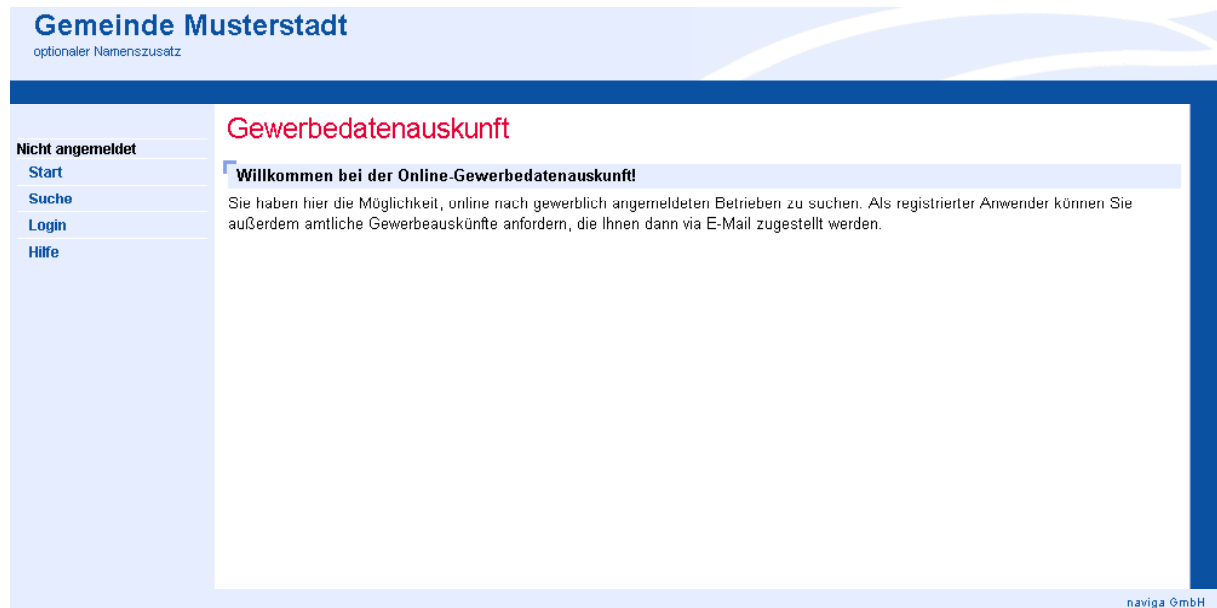 Gemeinde Musterstadt
optionaler Namenszusatz
Nicht angemeldet
Start
Suche
Login
Hilfe
Gewerbedatenauskunft
Willkommen bei der Online-Gewerbedatenauskunft!
Sie haben hier die Möglichkeit, online nach gewerblich angemeldeten Betrieben zu suchen. Als registrierter Anwender können Sie
außerdem amtliche Gewerbeauskünfte anfordern, die Ihnen dann via E-Mail zugestellt werden.
naviga GmbH